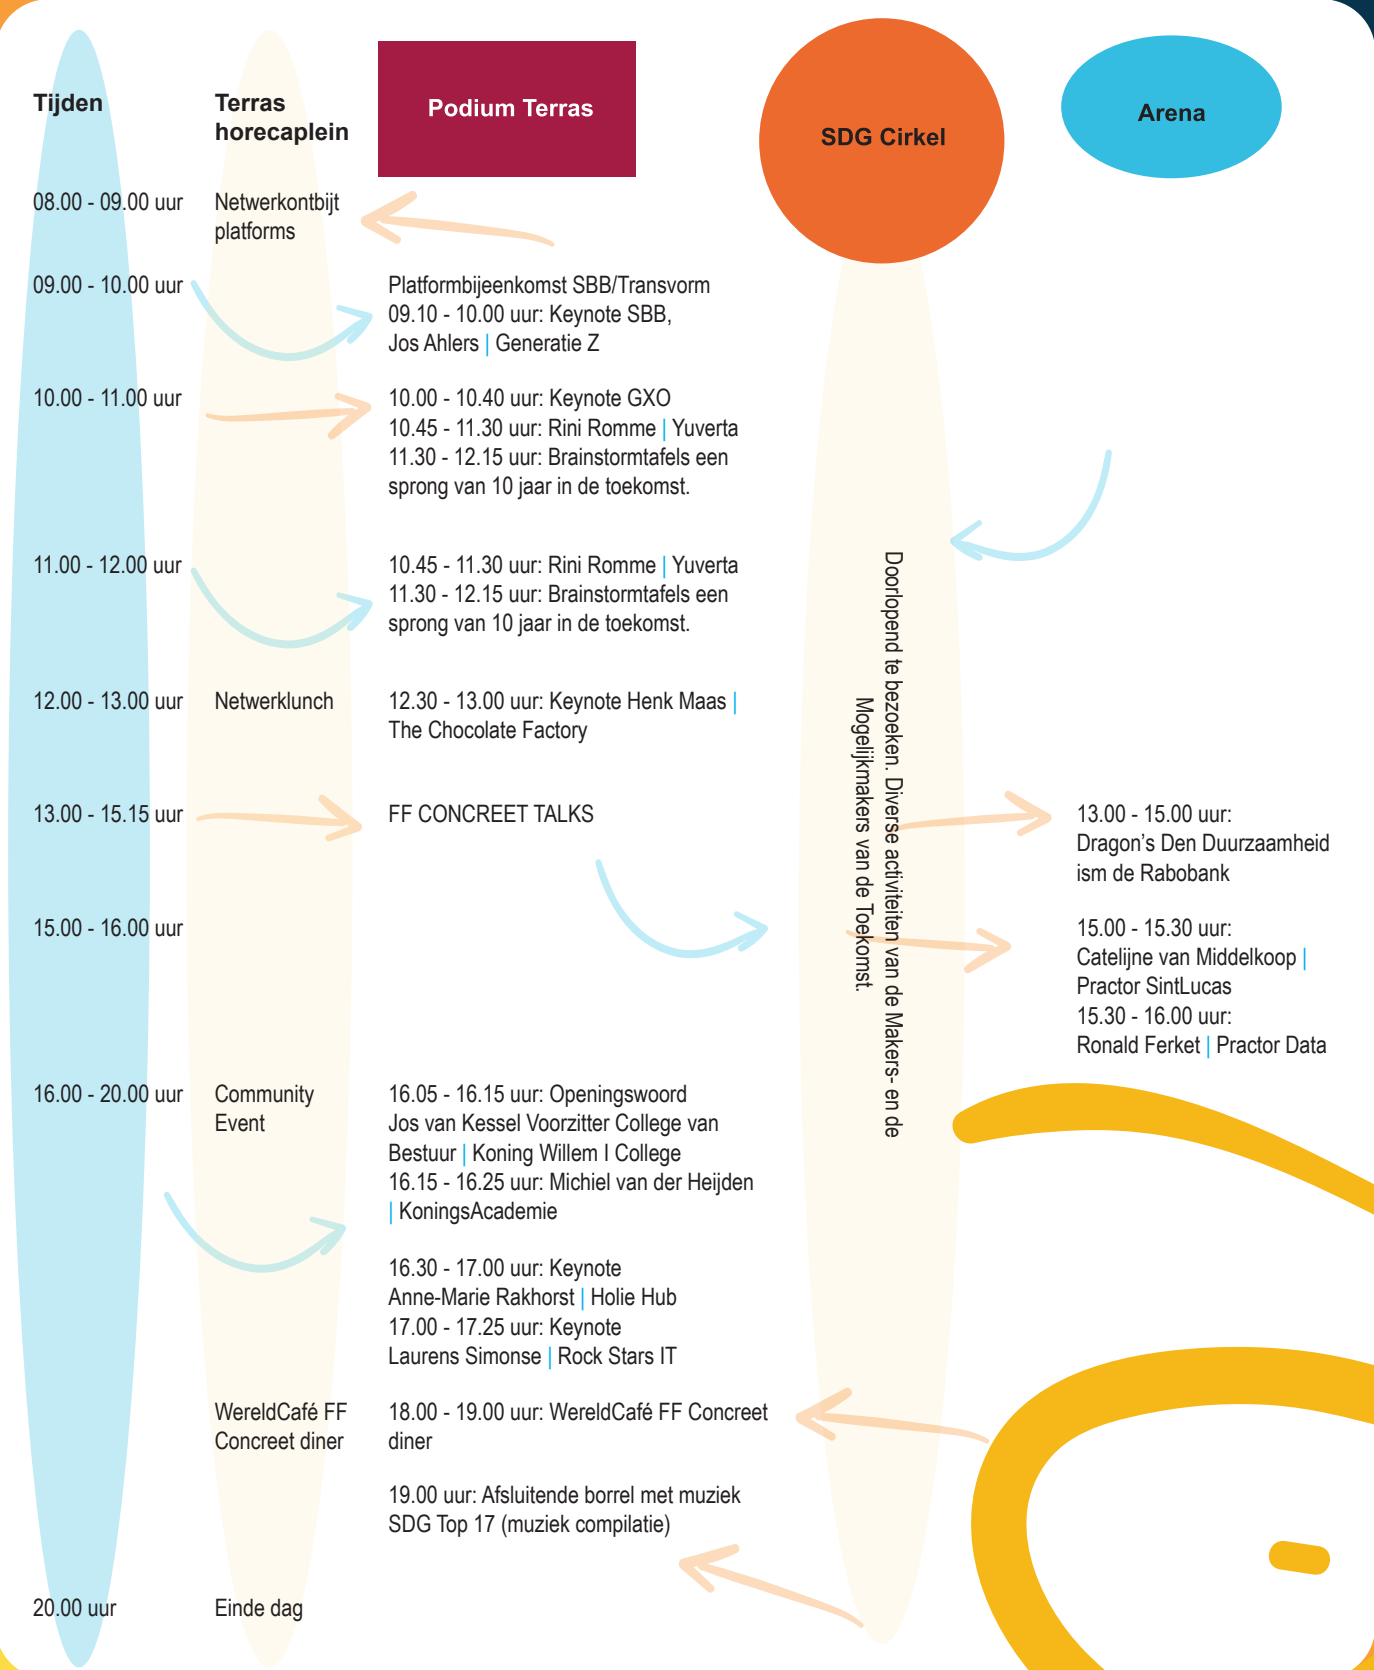 Tijden
Terras
horecaplein
Podium Terras
SDG Cirkel
Arena
08.00 - 09.00 uur
Netwerkontbijt
platforms
09.00 - 10.00 uur
Platformbijeenkomst SBB/Transvorm
09.10 - 10.00 uur: Keynote SBB,
Jos Ahlers | Generatie Z
10.00 - 11.00 uur
10.00 - 10.40 uur: Keynote GXO
10.45 - 11.30 uur: Rini Romme | Yuverta
11.30 - 12.15 uur: Brainstormtafels een
sprong van 10 jaar in de toekomst.
11.00 - 12.00 uur
10.45 - 11.30 uur: Rini Romme | Yuverta
11.30 - 12.15 uur: Brainstormtafels een
sprong van 10 jaar in de toekomst.
12.00 - 13.00 uur
Netwerklunch
12.30 - 13.00 uur: Keynote Henk Maas |
The Chocolate Factory
13.00 - 15.15 uur
FF CONCREET TALKS
Doorlopend te bezoeken. Diverse activiteiten van de Makers- en de
Mogelijkmakers van de Toekomst.
13.00 - 15.00 uur:
Dragon's Den Duurzaamheid
ism de Rabobank
15.00 - 16.00 uur
15.00 - 15.30 uur:
Catelijne van Middelkoop |
Practor SintLucas
15.30 - 16.00 uur:
Ronald Ferket | Practor Data
16.00 - 20.00 uur
Community
Event
16.05 - 16.15 uur: Openingswoord
Jos van Kessel Voorzitter College van
Bestuur | Koning Willem I College
16.15 - 16.25 uur: Michiel van der Heijden
| KoningsAcademie
16.30 - 17.00 uur: Keynote
Anne-Marie Rakhorst | Holie Hub
17.00 - 17.25 uur: Keynote
Laurens Simonse | Rock Stars IT
WereldCafé FF
Concreet diner
18.00 - 19.00 uur: WereldCafé FF Concreet
diner
19.00 uur: Afsluitende borrel met muziek
SDG Top 17 (muziek compilatie)
20.00 uur
Einde dag